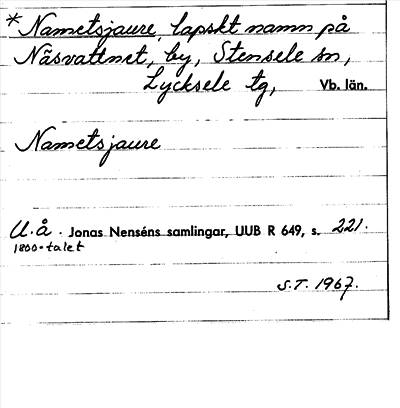 *Nametsjaure, lapskt namn på
Näsvattnet, by, Stensele sn,
Lycksele tg, Vb. län.
Nametsjaure
U.å. Jonas Nenséns samlingar, UUB R 649, s. 221.
1800-talet
S.T. 1967.